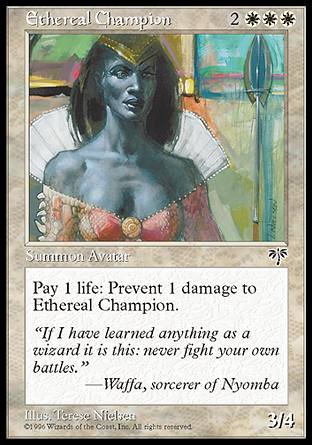 Ethereal Champion 2
Summon Avatar
Pay 1 life: Prevent 1 damage to
Ethereal Champion.
“If I have learned anything as a
wizard it is this: never fight your own
battles.”
—Waffa, sorcerer of Nyomba
Illus. Terese Nielsen
©1996 Wizards of the Coast, Inc. All rights reserved.
3/4